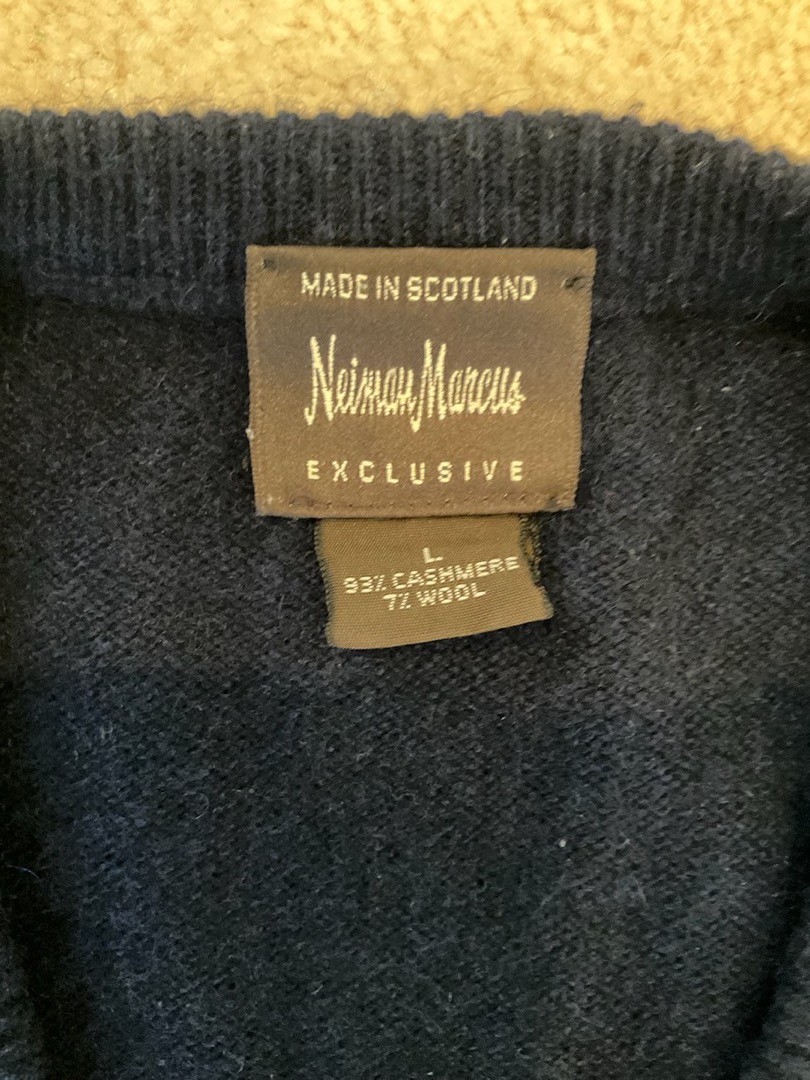 MADE IN SCOTLAND
Neiman Marcus
EXCLUSIVE
L
93% CASHMERE
7% WOOL